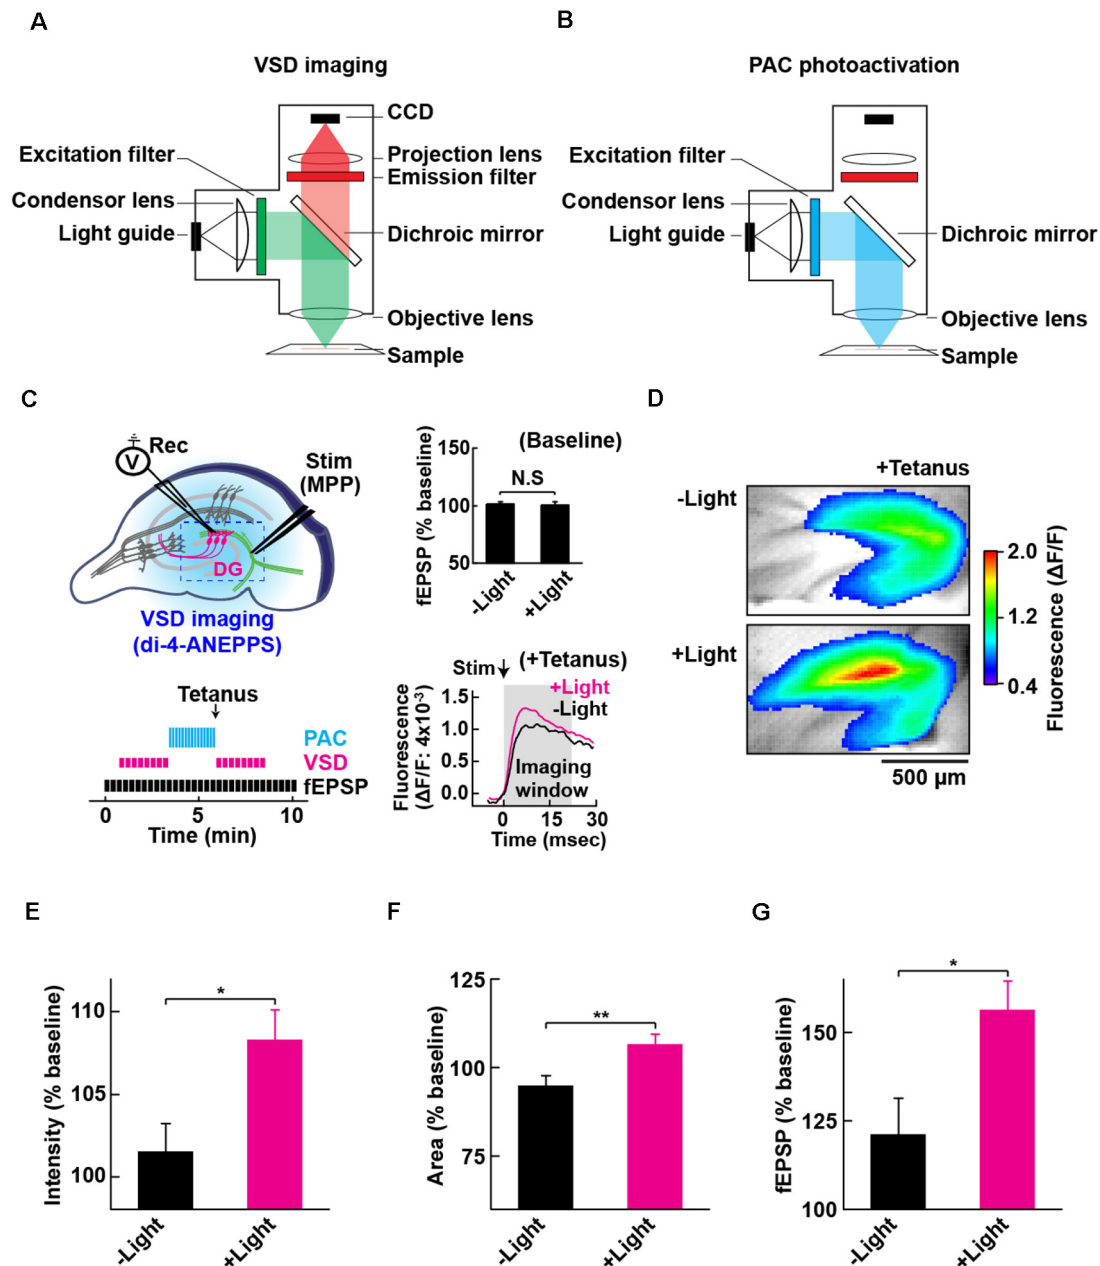 A
VSD imaging
CCD
Excitation filter
Projection lens
Emission filter
Condensor lens
Light guide
Dichroic mirror
Objective lens
Sample
B
PAC photoactivation
Excitation filter
Condensor lens
Light guide
Dichroic mirror
Objective lens
Sample
C
V
Rec
Stim
(MPP)
DG
VSD imaging
(di-4-ANEPPS)
Tetanus
PAC
VSD
fEPSP
0
5
10
Time (min)
fEPSP (% baseline)
150
100
50
(Baseline)
N.S
-Light
+Light
Stim
(+Tetanus)
+Light
-Light
Fluorescence
(ΔF/F: 4x10-3)
1.5
1.0
0.5
0.0
Imaging
window
0
15
30
Time (msec)
D
+Tetanus
-Light
+Light
2.0
1.2
0.4
Fluorescence (ΔF/F)
500 μm
E
Intensity (% baseline)
110
105
100
*
-Light
+Light
F
Area (% baseline)
125
100
75
**
-Light
+Light
G
fEPSP (% baseline)
150
125
100
*
-Light
+Light